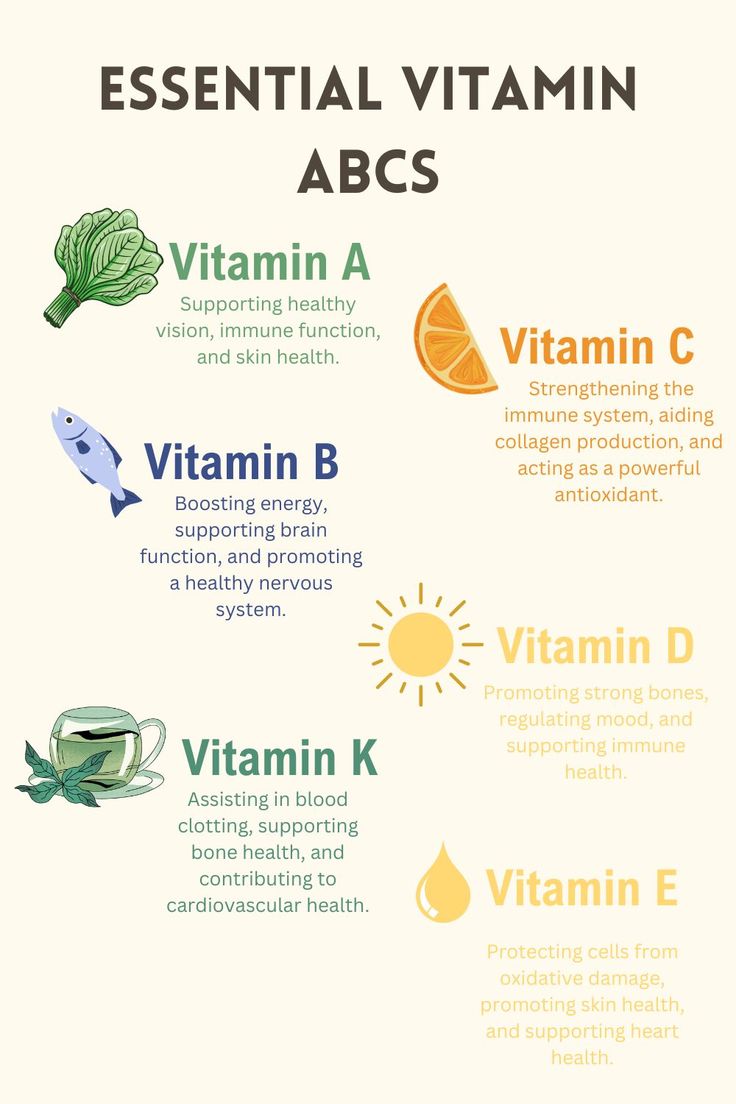 ESSENTIAL VITAMIN
ABCS
Vitamin A
Supporting healthy
vision, immune function,
and skin health.
Vitamin C
Strengthening the
immune system, aiding
collagen production, and
acting as a powerful
antioxidant.
Vitamin B
Boosting energy,
supporting brain
function, and promoting
a healthy nervous
system.
Vitamin D
Promoting strong bones,
regulating mood, and
supporting immune
health.
Vitamin K
Assisting in blood
clotting, supporting
bone health, and
contributing to
cardiovascular health.
Vitamin E
Protecting cells from
oxidative damage,
promoting skin health,
and supporting heart
health.